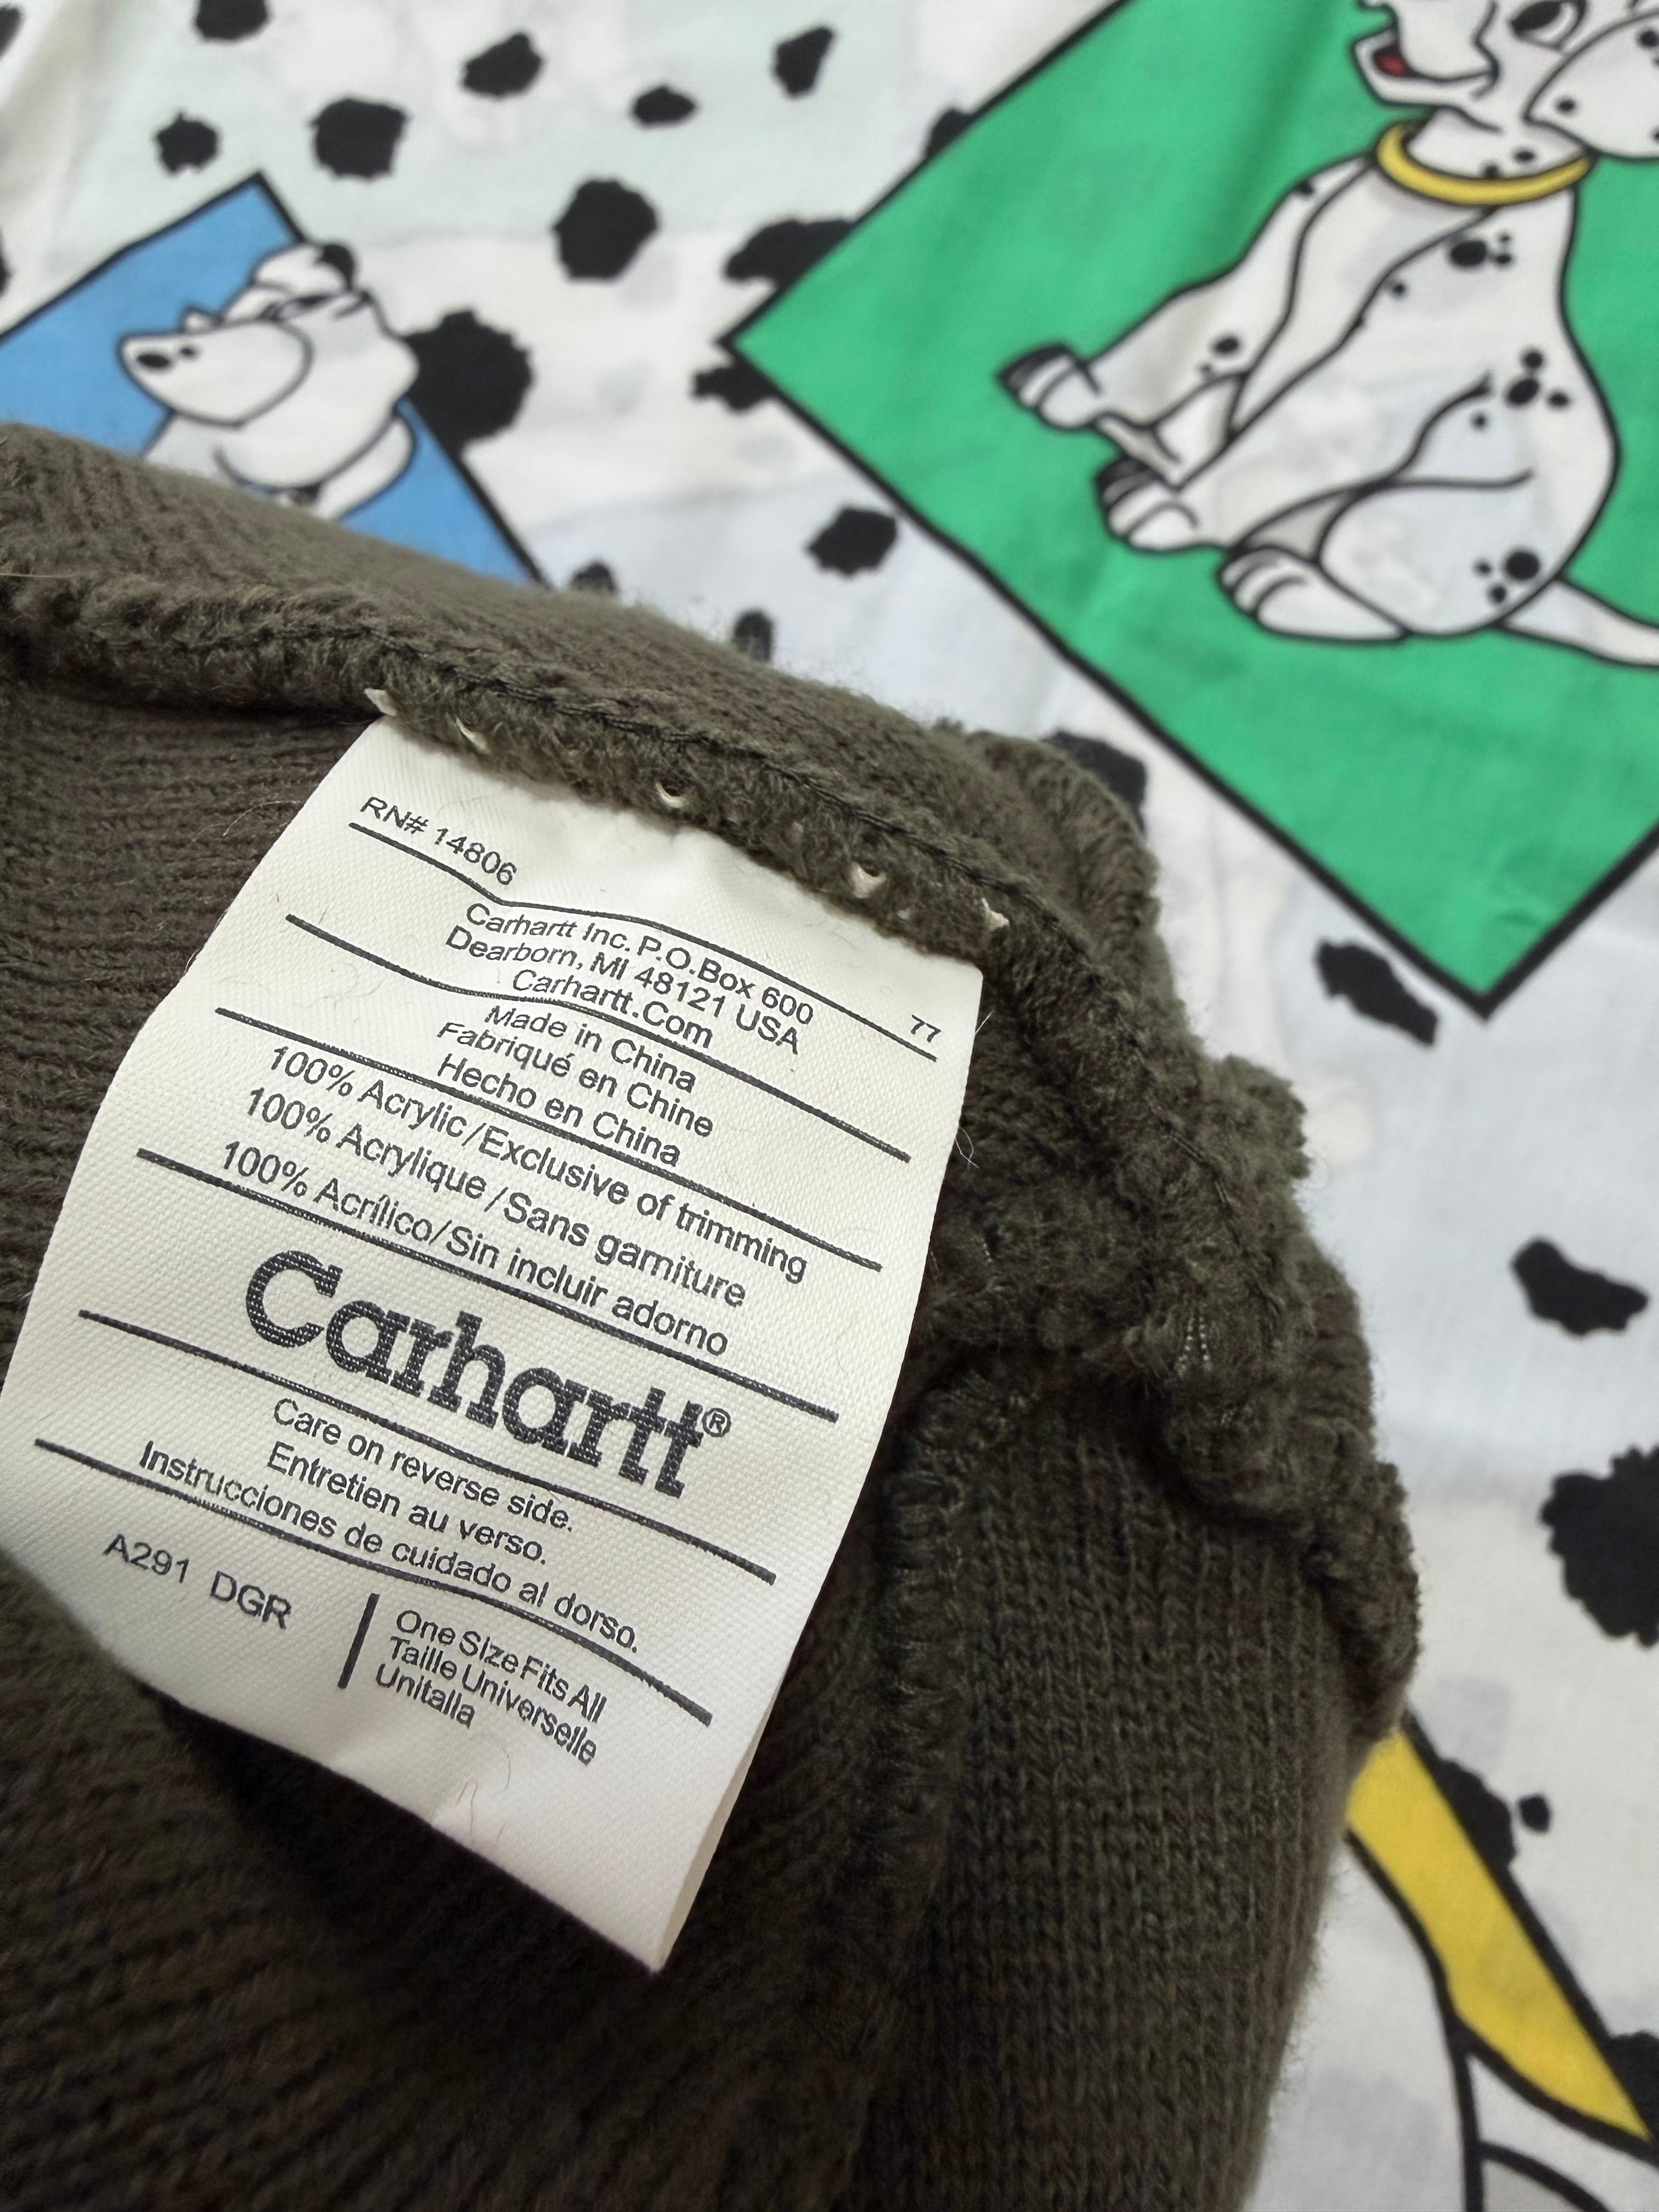 RN# 14806
77
Carhartt Inc. P.O.Box 600
Dearborn, MI 48121 USA
Carhartt.Com
Made in China
Fabriqué en Chine
Hecho en China
100% Acrylic/Exclusive of trimming
100% Acrylique/Sans garniture
100% Acrílico/Sin incluir adorno
Carhartt®
Care on reverse side.
Entretien au verso.
Instrucciones de cuidado al dorso.
A291 DGR
One Size Fits All
Taille Universelle
Unitalla